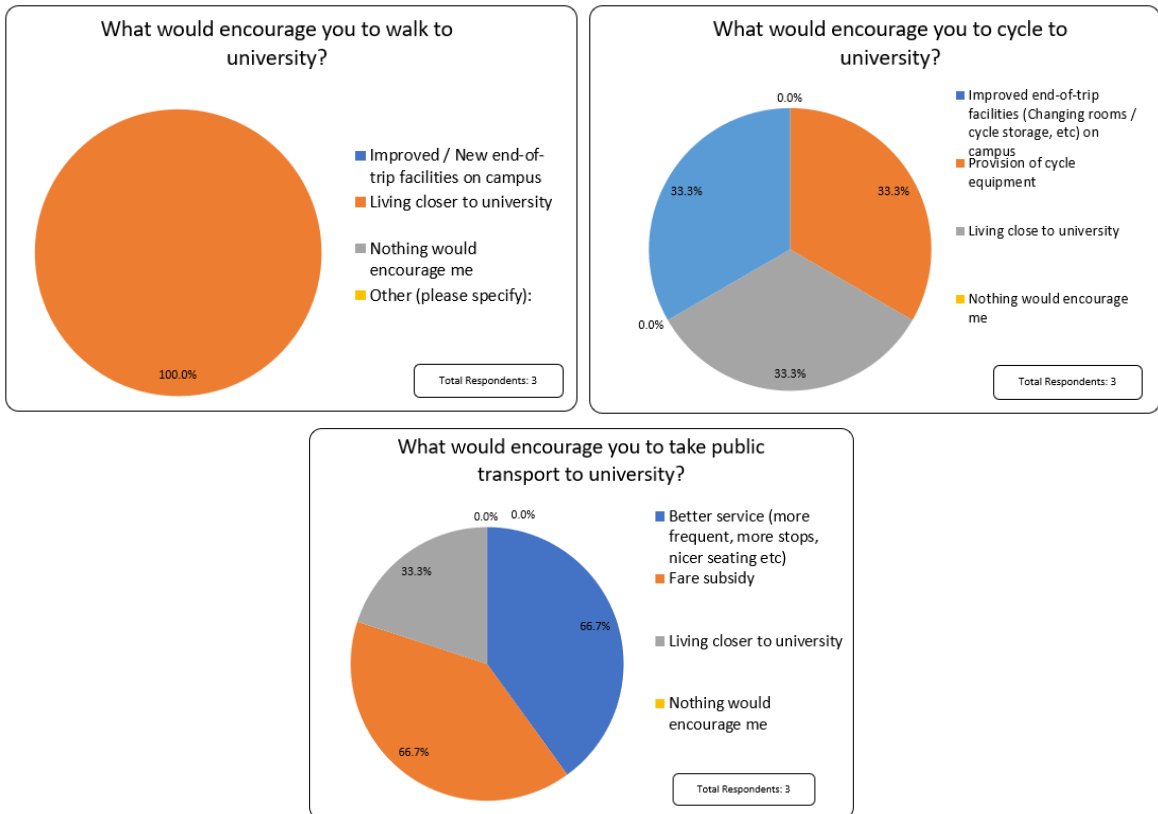 What would encourage you to walk to
university?
100.0%
Improved / New end-of-
trip facilities on campus
Living closer to university
Nothing would
encourage me
Other (please specify):
Total Respondents: 3
What would encourage you to cycle to
university?
0.0%
33.3%
33.3%
0.0%
33.3%
Improved end-of-trip
facilities (Changing rooms /
cycle storage, etc) on
campus
Provision of cycle
equipment
Living close to university
Nothing would encourage
me
Total Respondents: 3
What would encourage you to take public
transport to university?
0.0% 0.0%
33.3%
66.7%
66.7%
Better service (more
frequent, more stops,
nicer seating etc)
Fare subsidy
Living closer to university
Nothing would
encourage me
Total Respondents: 3